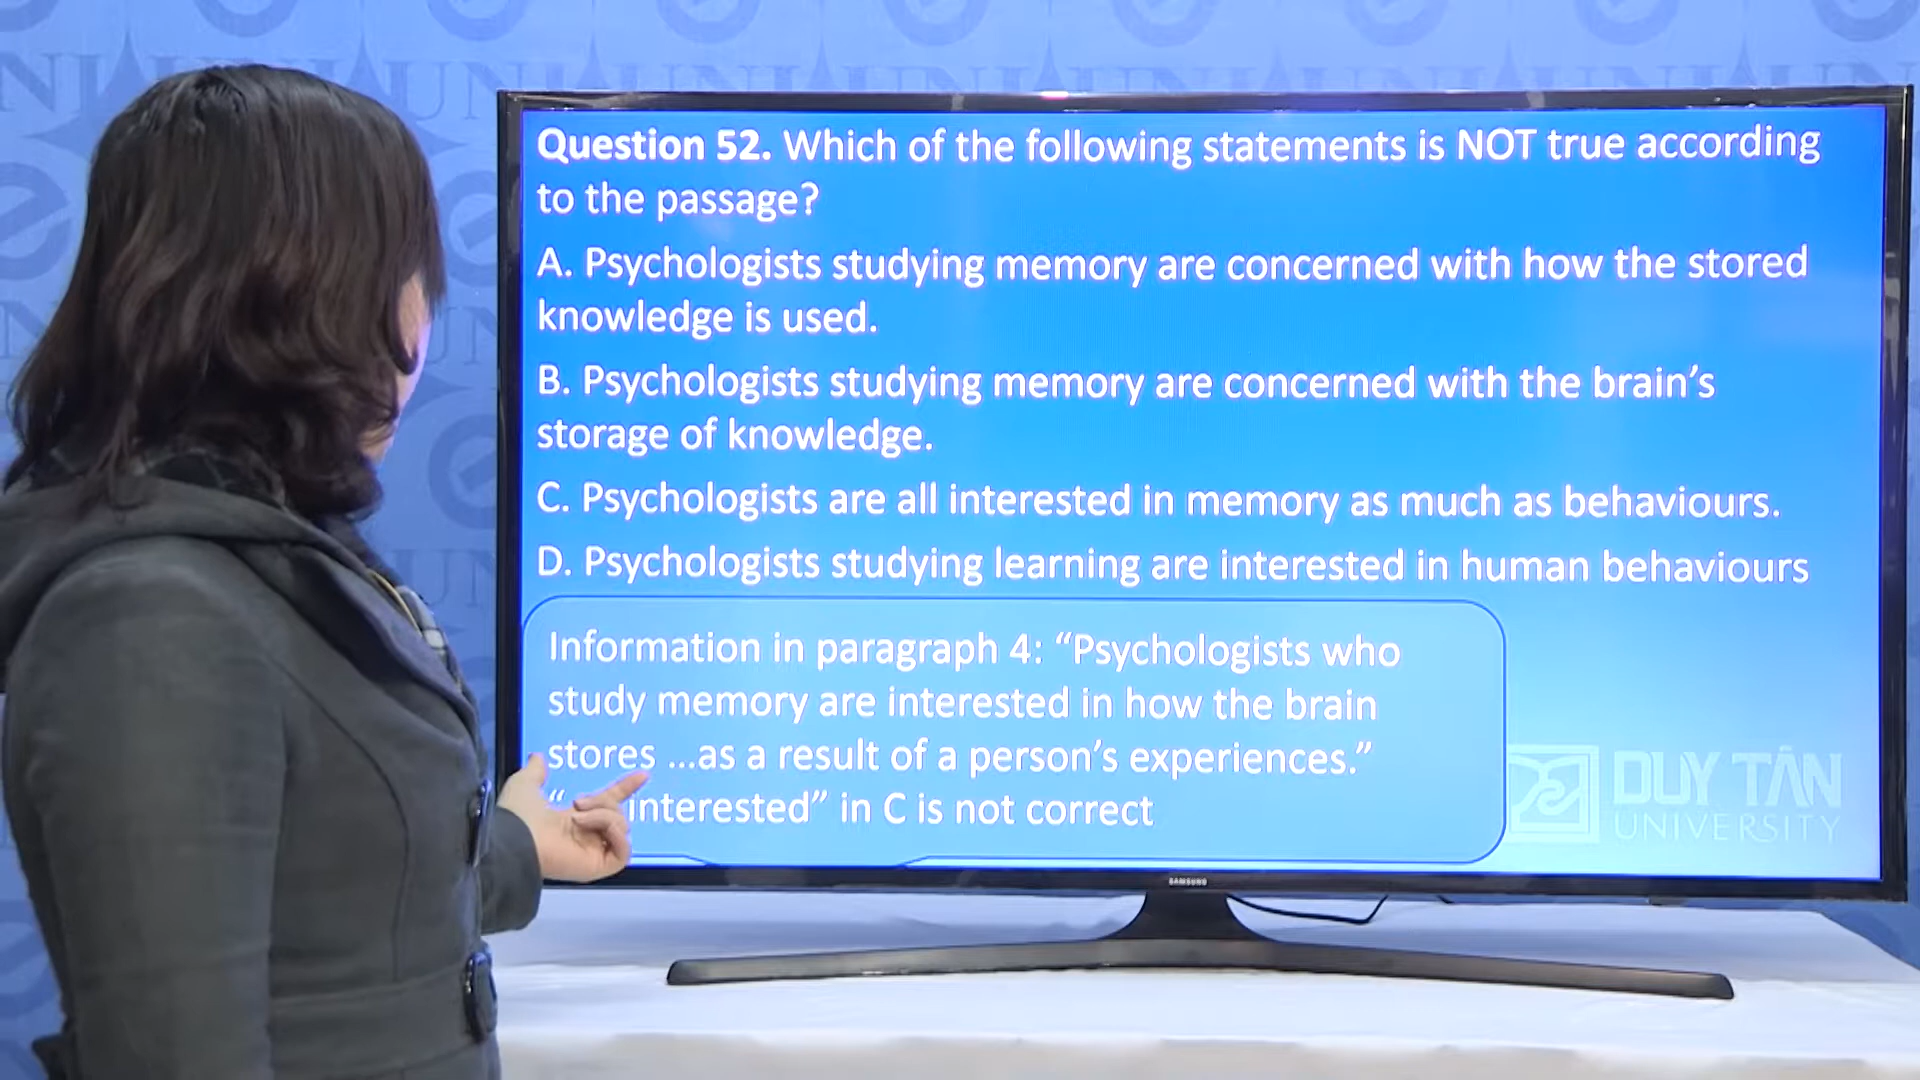 Question 52. Which of the following statements is NOT true according
to the passage?
A. Psychologists studying memory are concerned with how the stored
knowledge is used.
B. Psychologists studying memory are concerned with the brain's
storage of knowledge.
C. Psychologists are all interested in memory as much as behaviours.
D. Psychologists studying learning are interested in human behaviours
Information in paragraph 4: “Psychologists who
study memory are interested in how the brain
stores ...as a result of a person's experiences.”
interested” in C is not correct
DUY TÂN
UNIVERSITY
SAMSUNG